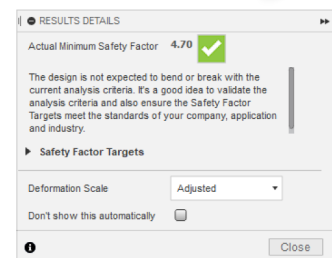 RESULTS DETAILS
Actual Minimum Safety Factor 4.70
The design is not expected to bend or break with the
current analysis criteria. It's a good idea to validate the
analysis criteria and also ensure the Safety Factor
Targets meet the standards of your company, application
and industry.
Safety Factor Targets
Deformation Scale Adjusted
Don't show this automatically
Close